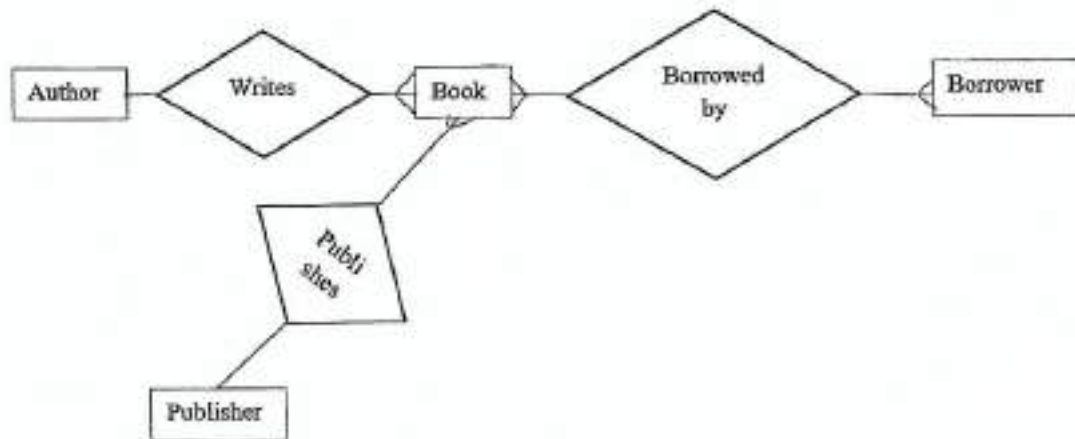 Author
Writes
Book
Borrowed
by
Borrower
Publi
shes
Publisher